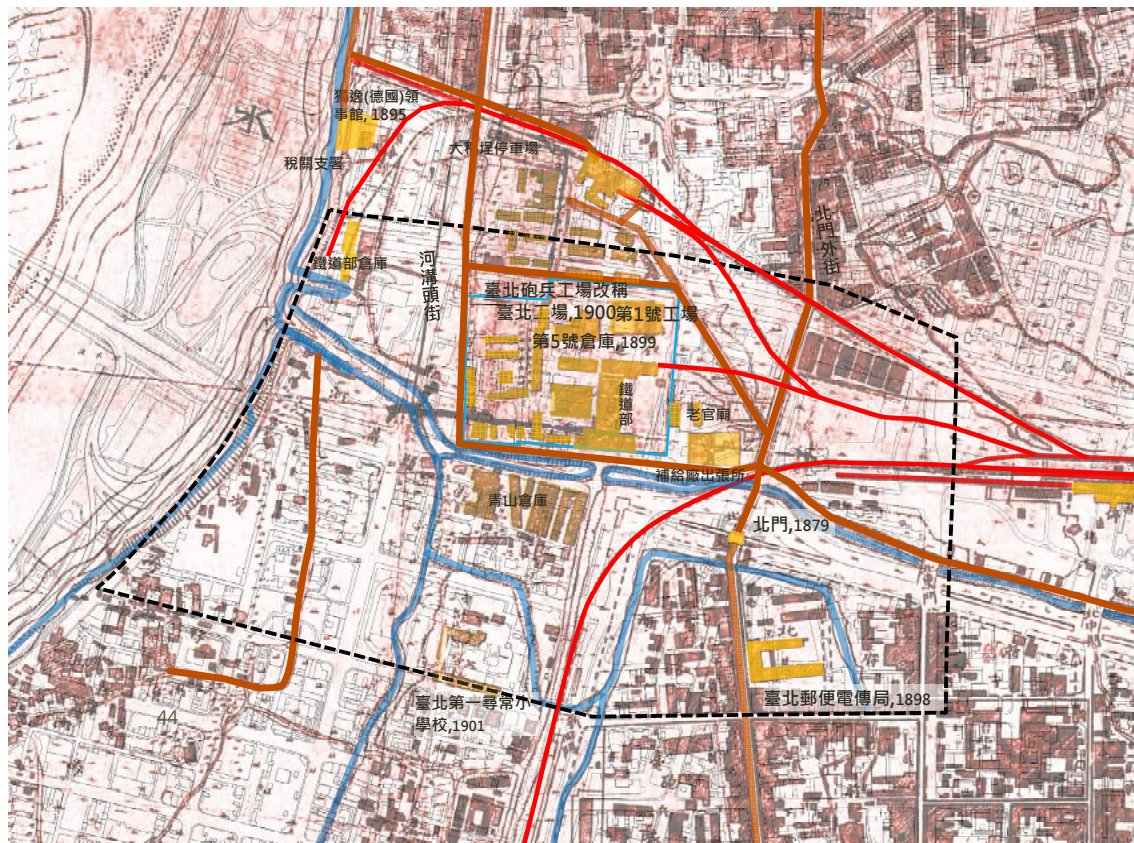 獨逸(德國)領
事館, 1895
水
稅關支署
大稻埕停車場
北門外街
鐵道部倉庫
河溝頭街
臺北砲兵工場改稱
臺北工場,1900
第1號工場
第5號倉庫,1899
鐵道部
老官廟
補給廠出張所
青山倉庫
北門,1879
臺北第一尋常小
學校,1901
臺北郵便電傳局,1898
44